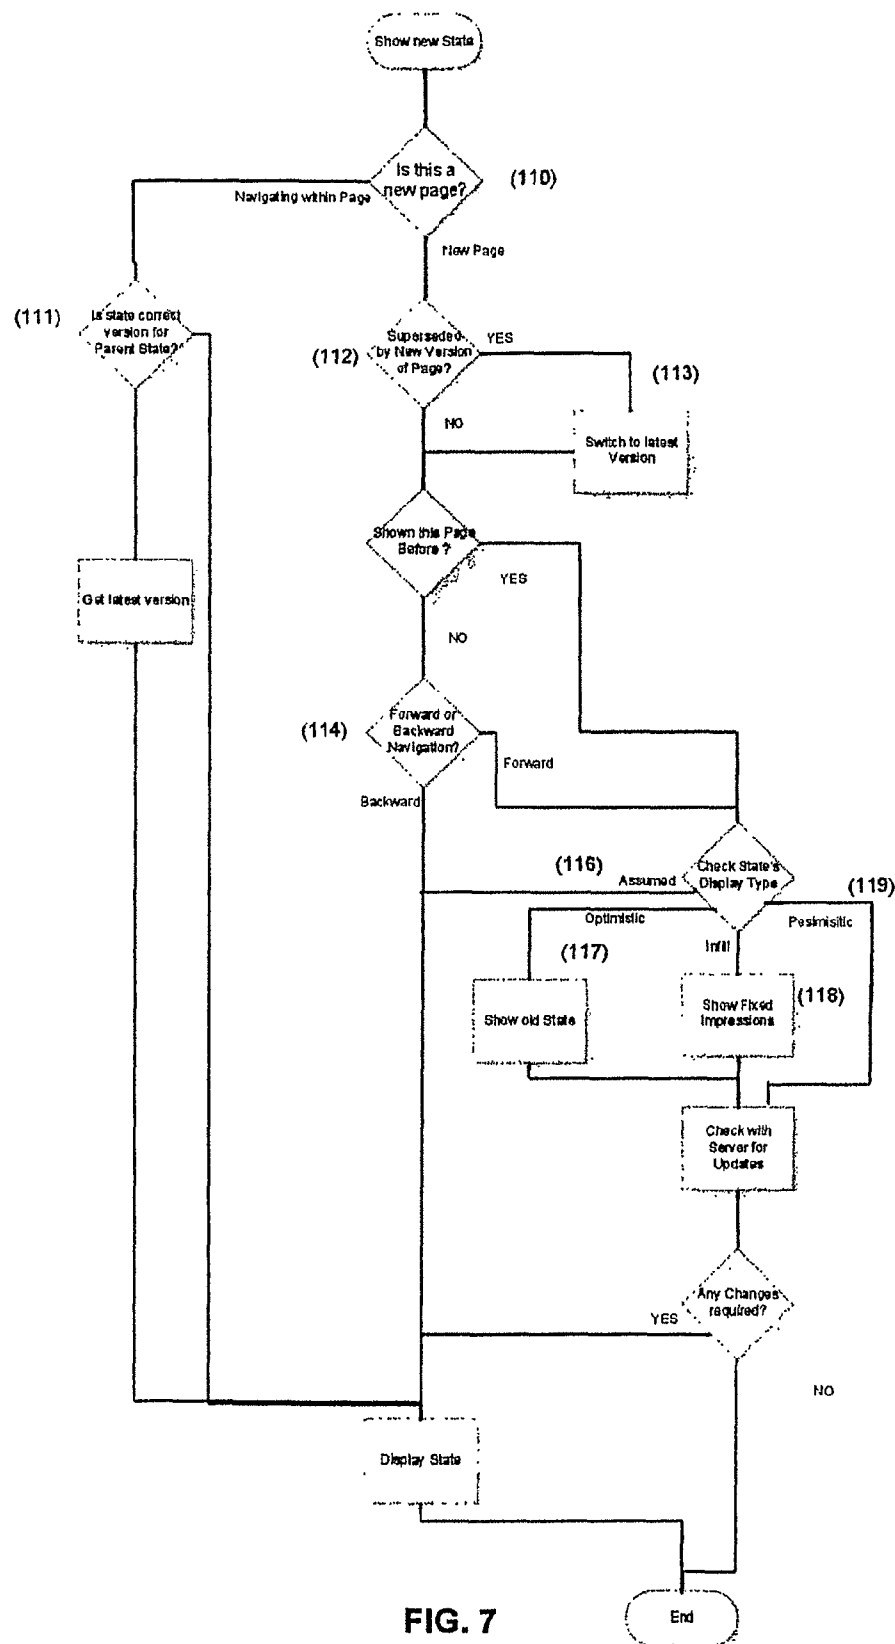 Show new State
Is this a
new page?
(110)
Navigating within Page
New Page
(111)
Is state correct
version for
Parent State?
(112)
Superseded
by New Version
of Page?
YES
(113)
NO
Switch to latest
Version
Shown this Page
Before ?
YES
Get latest version
NO
(114)
Forward or
Backward
Navigation?
Forward
Backward
(116)
Check State's
Display Type
Assumed
(119)
Optimistic
Pesimisitic
Infill
(117)
(118)
Show old State
Show Fixed
Impressions
Check with
Server for
Updates
Any Changes
required?
YES
NO
Display State
End
FIG. 7